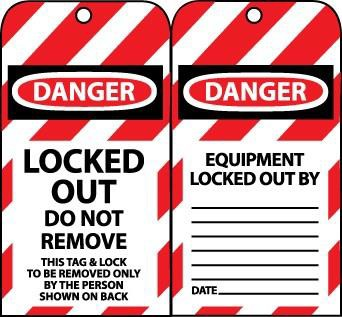 DANGER
LOCKED
OUT
DO NOT
REMOVE
THIS TAG & LOCK
TO BE REMOVED ONLY
BY THE PERSON
SHOWN ON BACK
DANGER
EQUIPMENT
LOCKED OUT BY
DATE